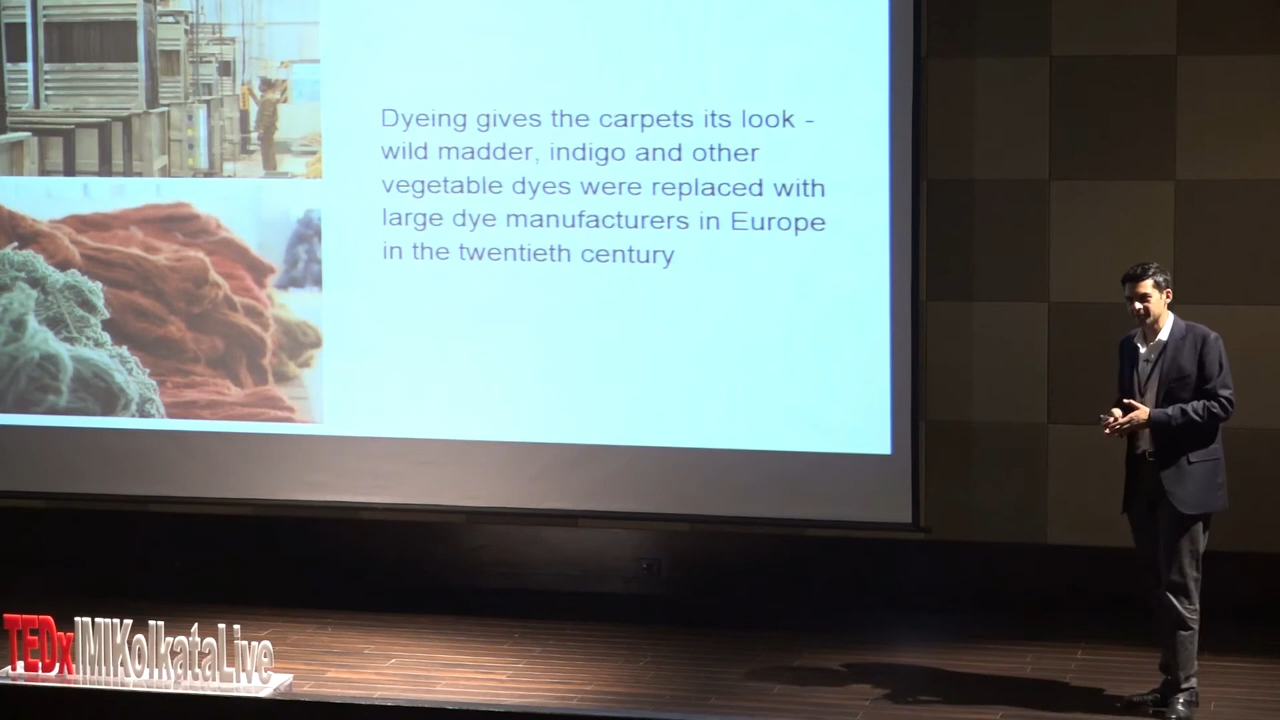 Dyeing gives the carpets its look -
wild madder, indigo and other
vegetable dyes were replaced with
large dye manufacturers in Europe
in the twentieth century
TEDxIMIKolkataLive